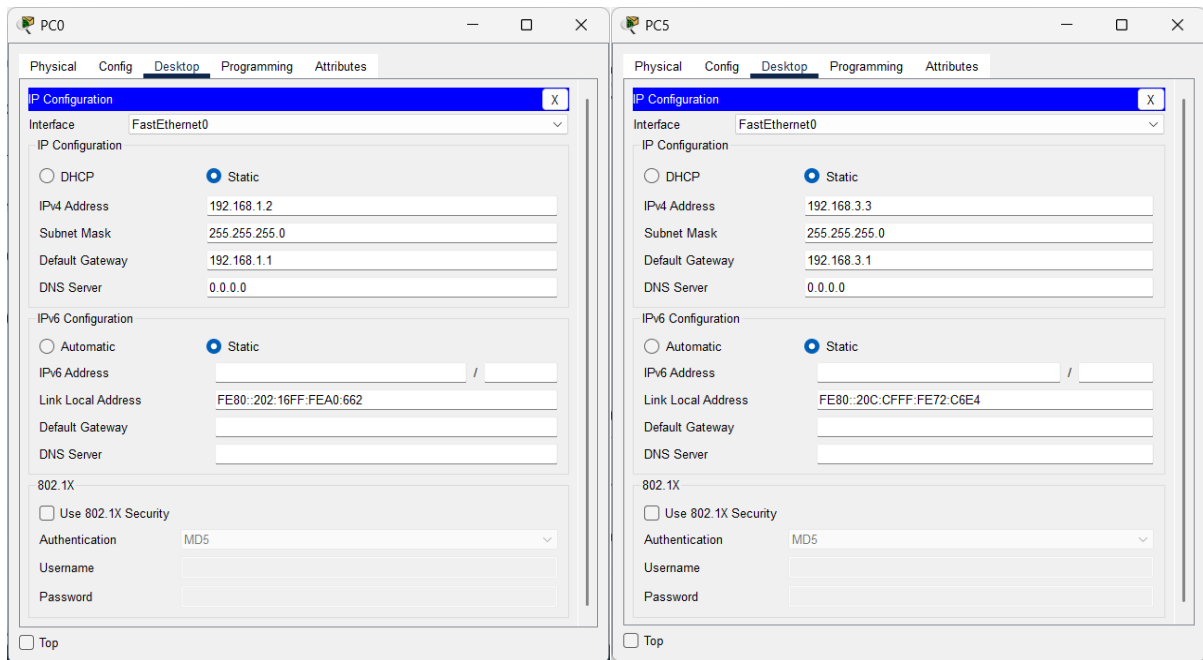 PC0
Physical Config Desktop Programming Attributes
IP Configuration X
Interface FastEthernet0
IP Configuration
DHCP Static
IPv4 Address 192.168.1.2
Subnet Mask 255.255.255.0
Default Gateway 192.168.1.1
DNS Server 0.0.0.0
IPv6 Configuration
Automatic Static
IPv6 Address /
Link Local Address FE80::202:16FF:FEA0:662
Default Gateway
DNS Server
802.1X
Use 802.1X Security
Authentication MD5
Username
Password
Top
PC5
Physical Config Desktop Programming Attributes
IP Configuration X
Interface FastEthernet0
IP Configuration
DHCP Static
IPv4 Address 192.168.3.3
Subnet Mask 255.255.255.0
Default Gateway 192.168.3.1
DNS Server 0.0.0.0
IPv6 Configuration
Automatic Static
IPv6 Address /
Link Local Address FE80::20C:CFFF:FE72:C6E4
Default Gateway
DNS Server
802.1X
Use 802.1X Security
Authentication MD5
Username
Password
Top